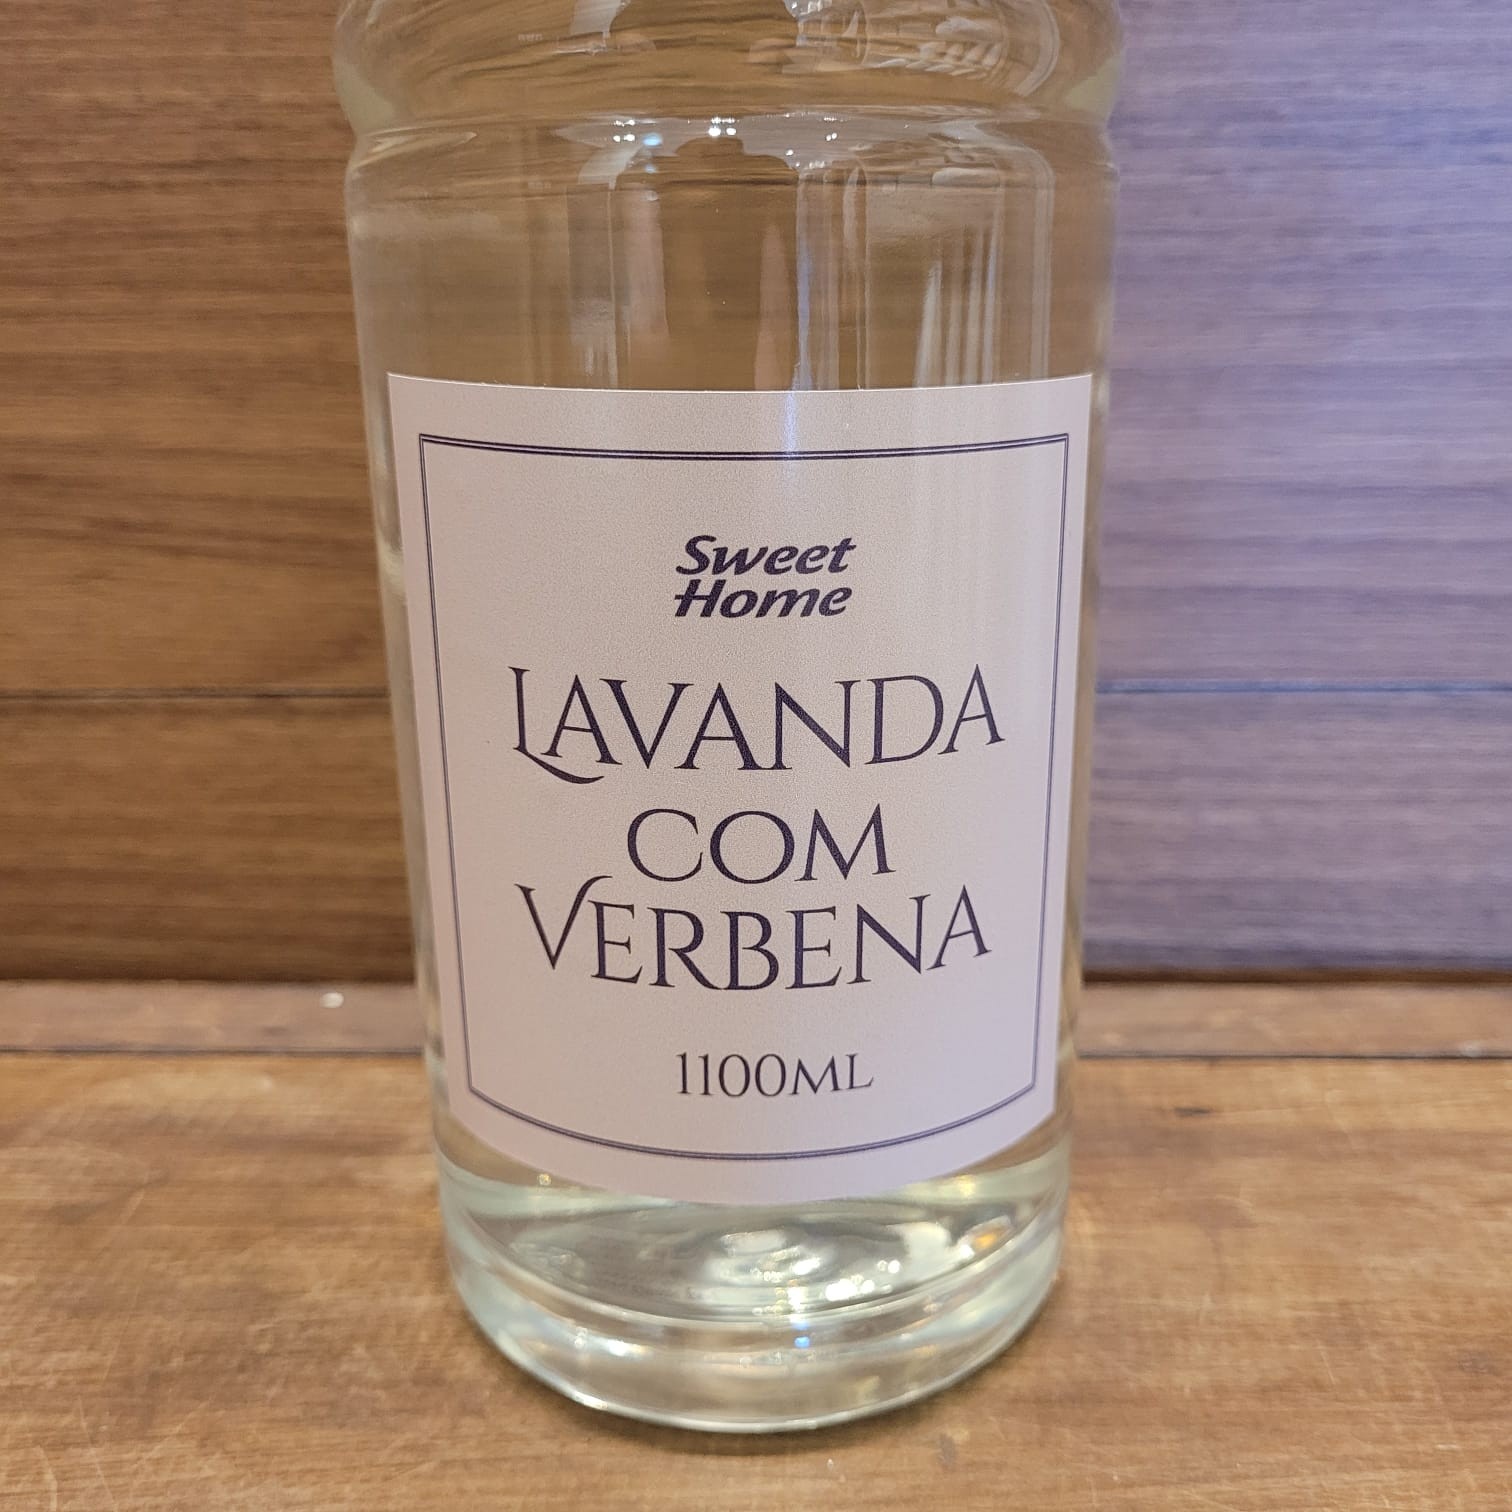 Sweet
Home
LAVANDA
COM
VERBENA
1100ML